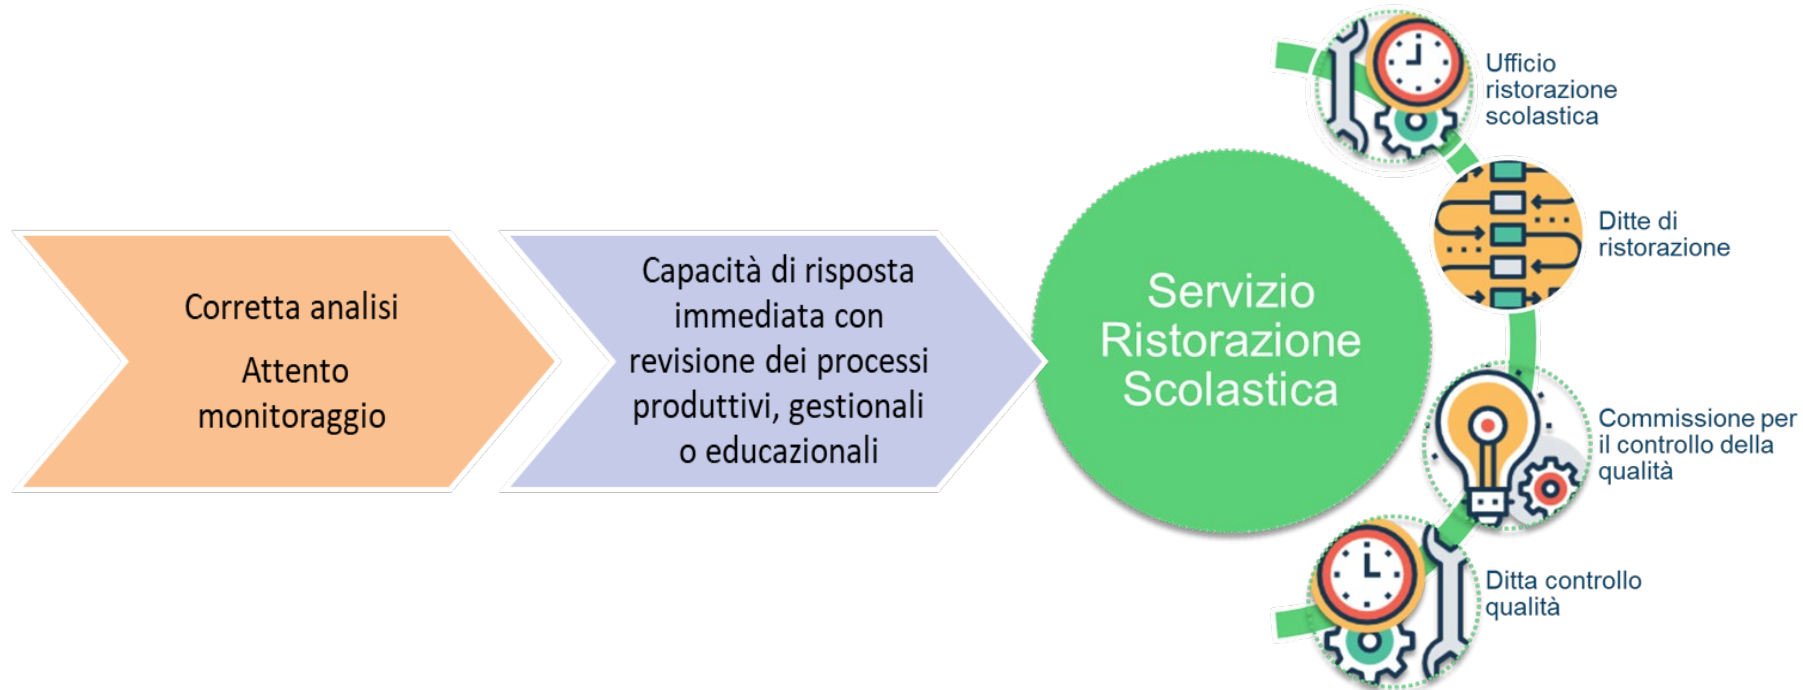 Corretta analisi
Attento
monitoraggio
Capacità di risposta
immediata con
revisione dei processi
produttivi, gestionali
o educazionali
Servizio
Ristorazione
Scolastica
Ufficio
ristorazione
scolastica
Ditte di
ristorazione
Commissione per
il controllo della
qualità
Ditta controllo
qualità